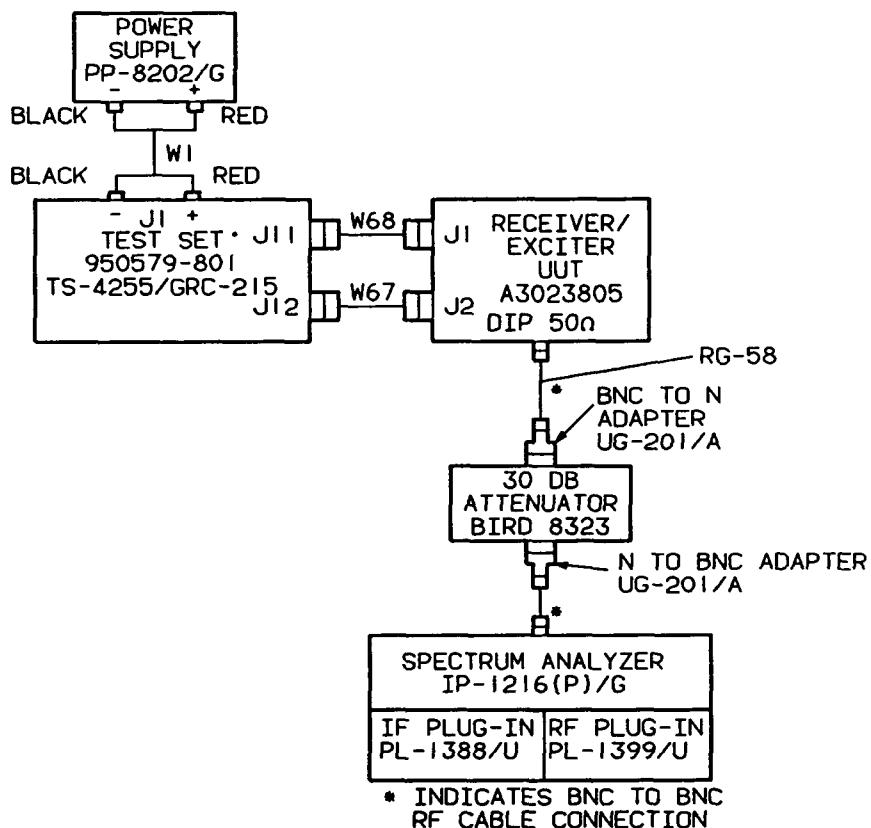 POWER
SUPPLY
PP-8202/G
- +
BLACK RED
W1
BLACK RED
- J1 +
TEST SET
950579-801
TS-4255/GRC-215
J11
J12
W68
W67
J1
J2
RECEIVER/
EXCITER
UUT
A3023805
DIP 50Ω
RG-58
*
BNC TO N
ADAPTER
UG-201/A
30 DB
ATTENUATOR
BIRD 8323
N TO BNC ADAPTER
UG-201/A
*
SPECTRUM ANALYZER
IP-1216(P)/G
IF PLUG-IN
PL-1388/U
RF PLUG-IN
PL-1399/U
* INDICATES BNC TO BNC
RF CABLE CONNECTION